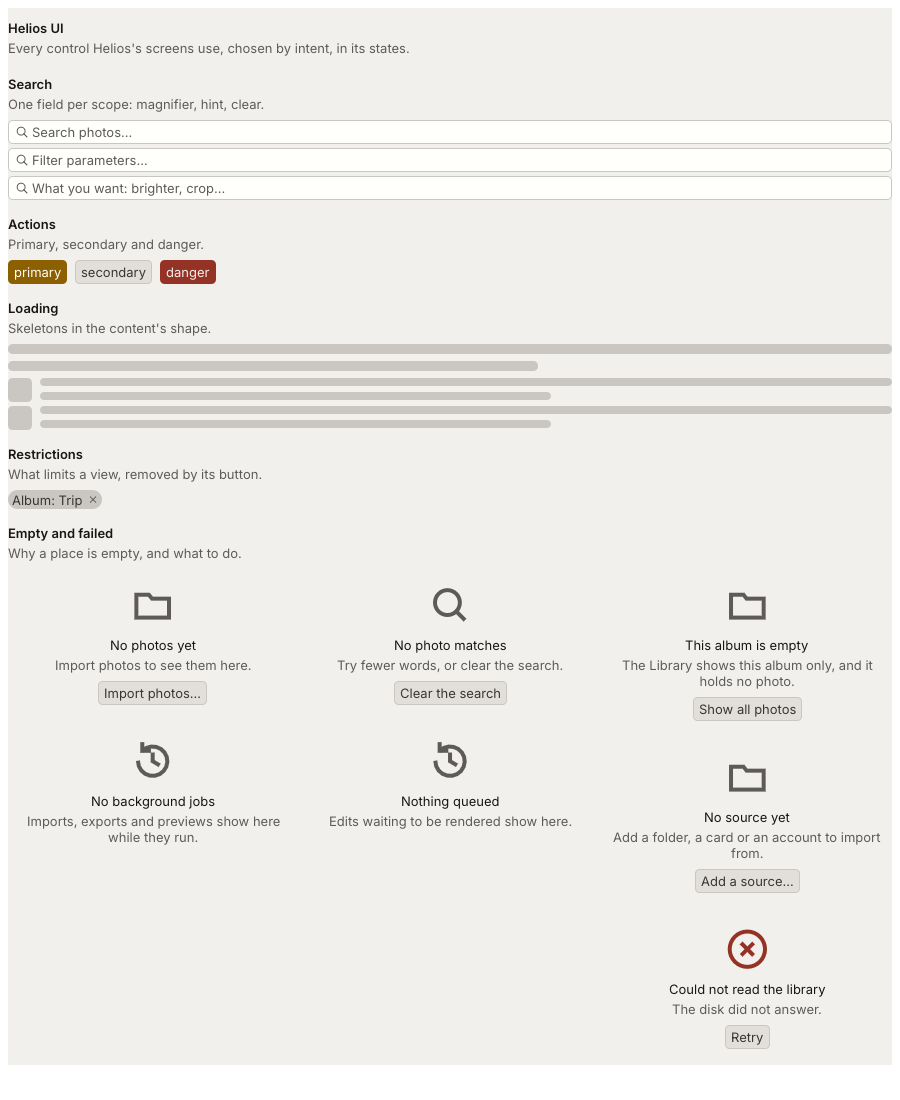 Helios UI
Every control Helios's screens use, chosen by intent, in its states.
Search
One field per scope: magnifier, hint, clear.
Search photos...
Filter parameters...
What you want: brighter, crop...
Actions
Primary, secondary and danger.
primary
secondary
danger
Loading
Skeletons in the content's shape.
Restrictions
What limits a view, removed by its button.
Album: Trip ×
Empty and failed
Why a place is empty, and what to do.
No photos yet
Import photos to see them here.
Import photos...
No photo matches
Try fewer words, or clear the search.
Clear the search
This album is empty
The Library shows this album only, and it
holds no photo.
Show all photos
No background jobs
Imports, exports and previews show here
while they run.
Nothing queued
Edits waiting to be rendered show here.
No source yet
Add a folder, a card or an account to import
from.
Add a source...
Could not read the library
The disk did not answer.
Retry